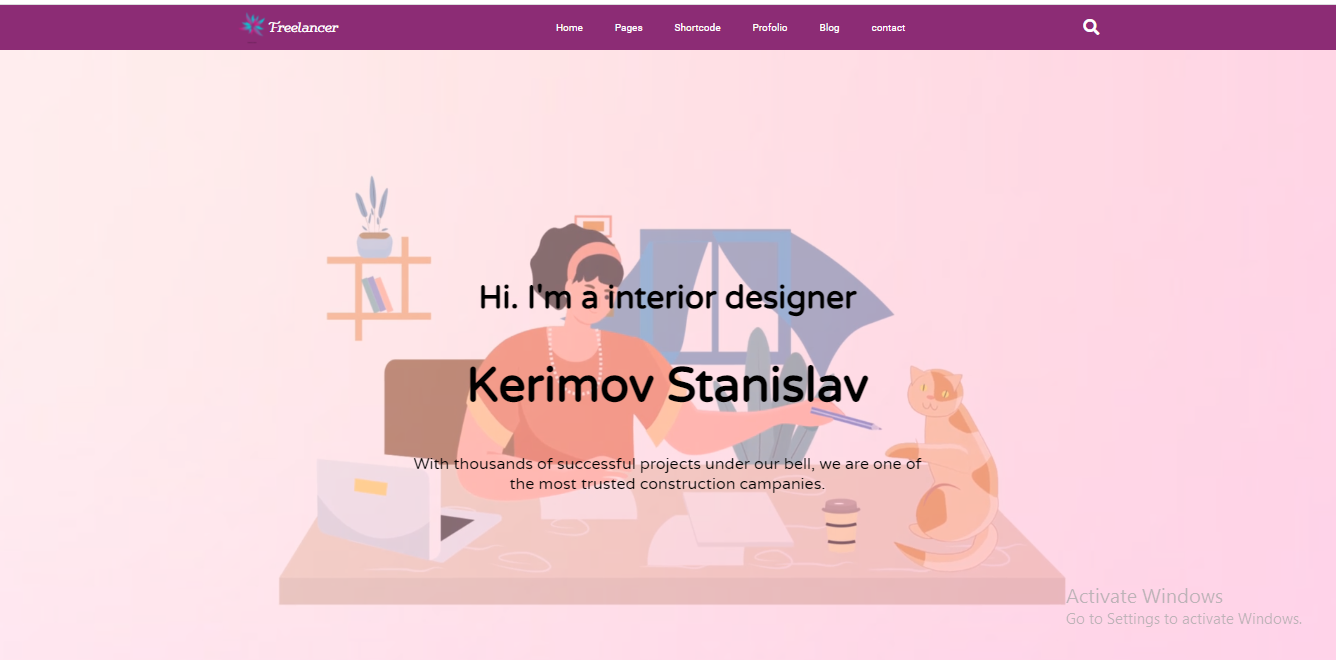 Freelancer
Home Pages Shortcode Profolio Blog contact
Hi. I'm a interior designer
Kerimov Stanislav
With thousands of successful projects under our bell, we are one of
the most trusted construction campanies.
Activate Windows
Go to Settings to activate Windows.